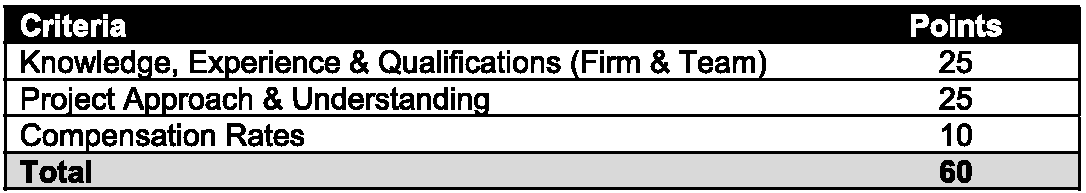 Criteria Points
Knowledge, Experience & Qualifications (Firm & Team) 25
Project Approach & Understanding 25
Compensation Rates 10
Total 60